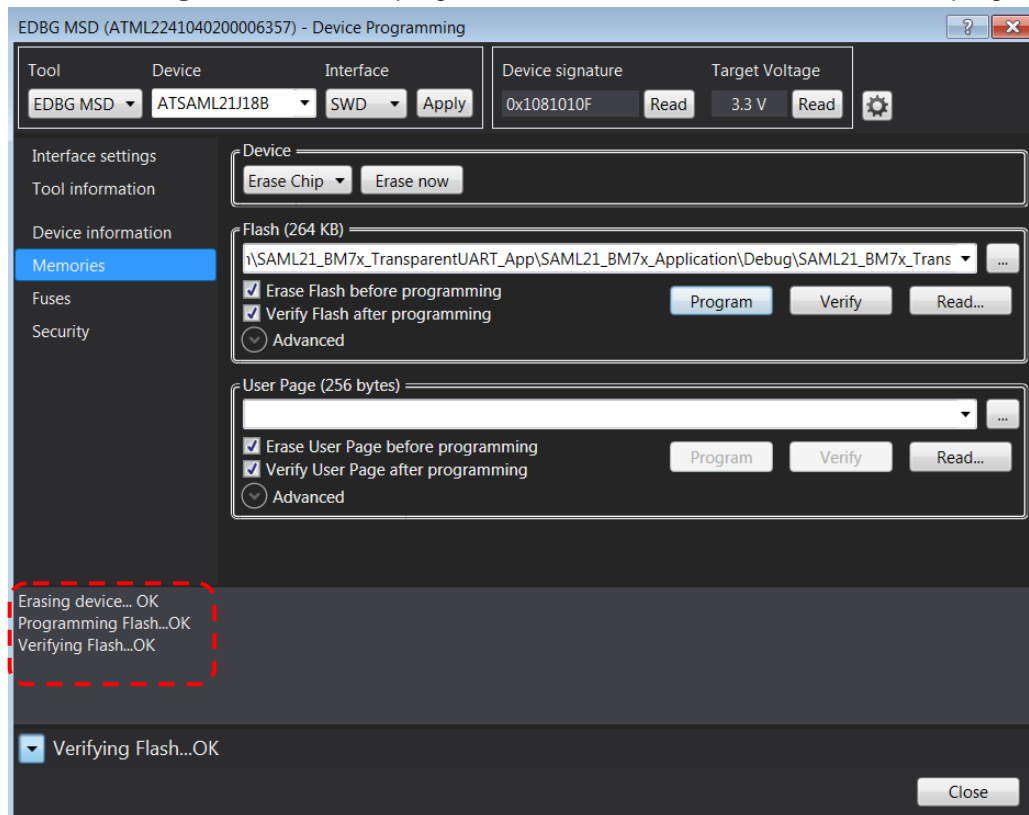 EDBG MSD (ATML2241040200006357) - Device Programming
Tool Device Interface Device signature Target Voltage
EDBG MSD ATSAML21J18B SWD Apply 0x1081010F Read 3.3 V Read
Interface settings
Tool information
Device information
Memories
Fuses
Security
Device
Erase Chip Erase now
Flash (264 KB)
\SAML21_BM7x_TransparentUART_App\SAML21_BM7x_Application\Debug\SAML21_BM7x_Trans ...
Erase Flash before programming
Verify Flash after programming
Program Verify Read...
Advanced
User Page (256 bytes)
...
Erase User Page before programming
Verify User Page after programming
Program Verify Read...
Advanced
Erasing device... OK
Programming Flash...OK
Verifying Flash...OK
Verifying Flash...OK
Close